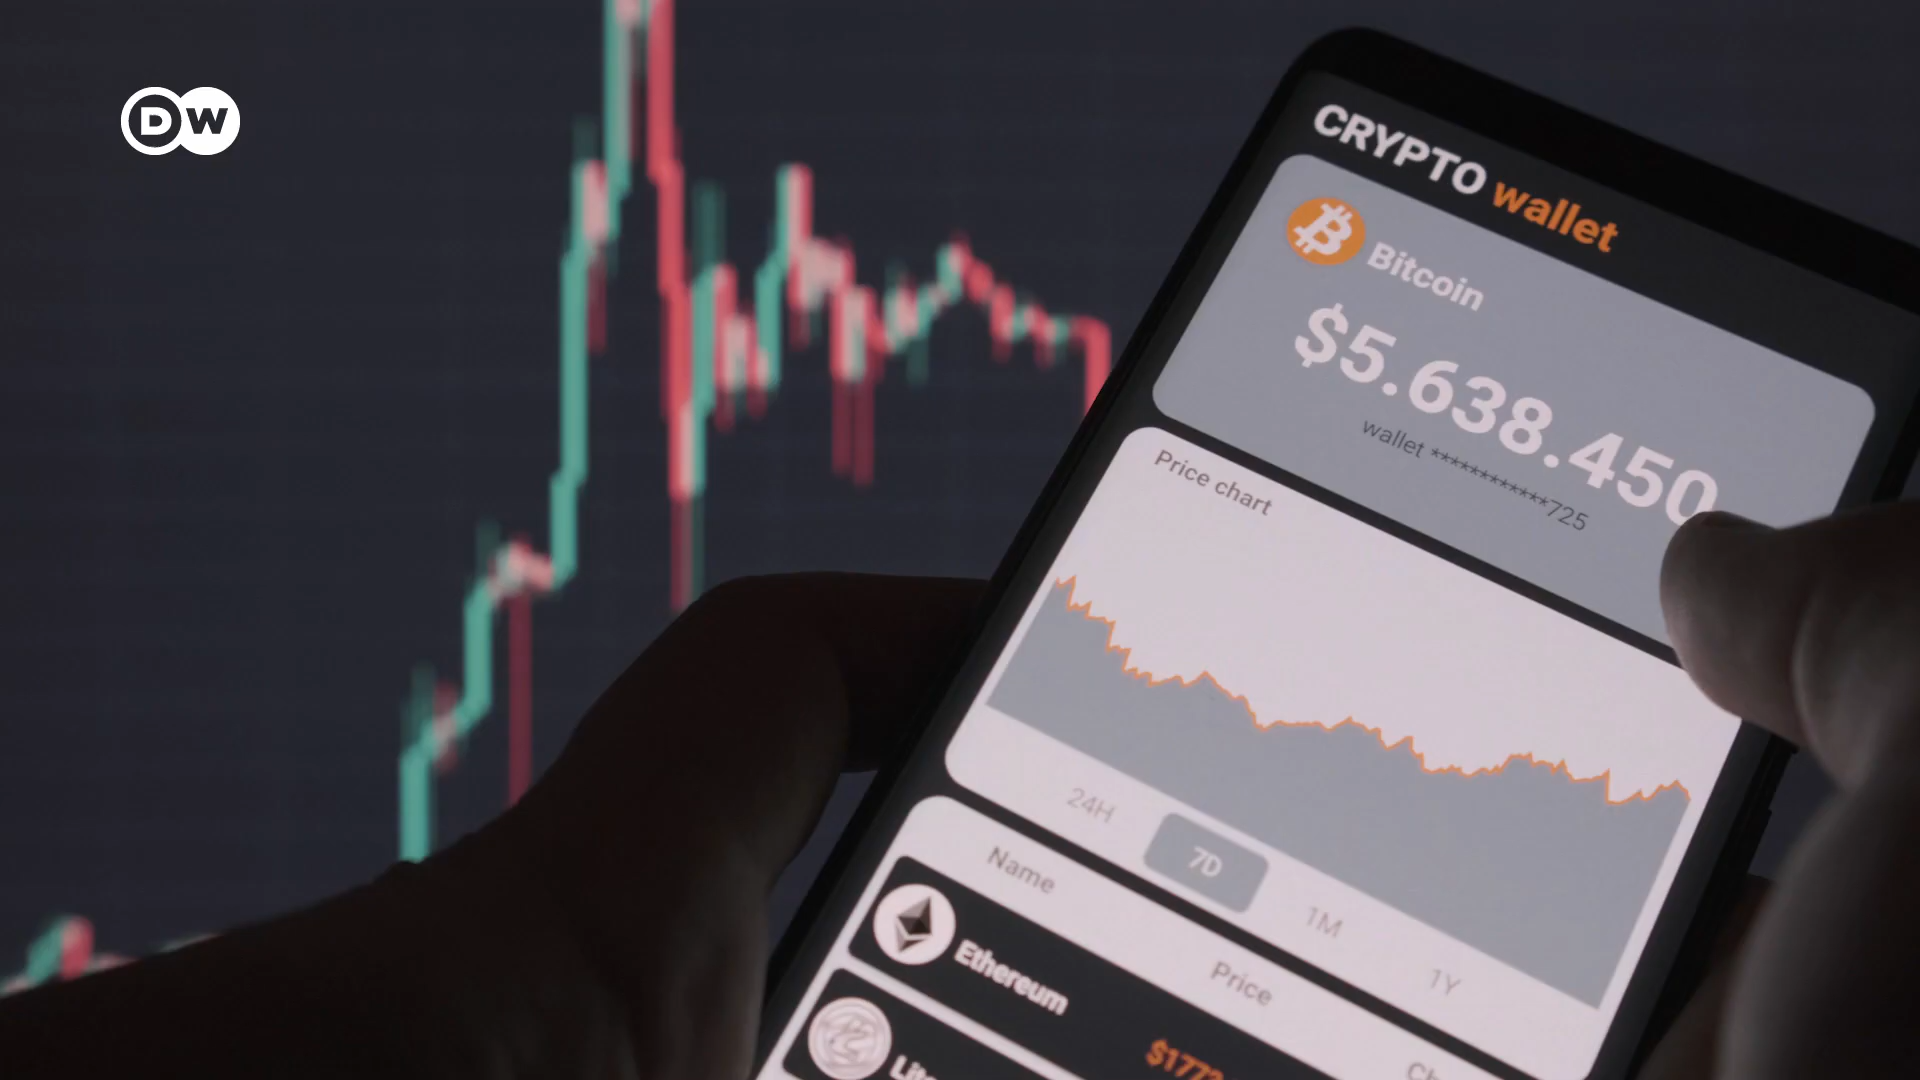 DW
CRYPTO wallet
Bitcoin
$5.638.450
wallet ************725
Price chart
24H 7D 1M 1Y
Name Price
Ethereum